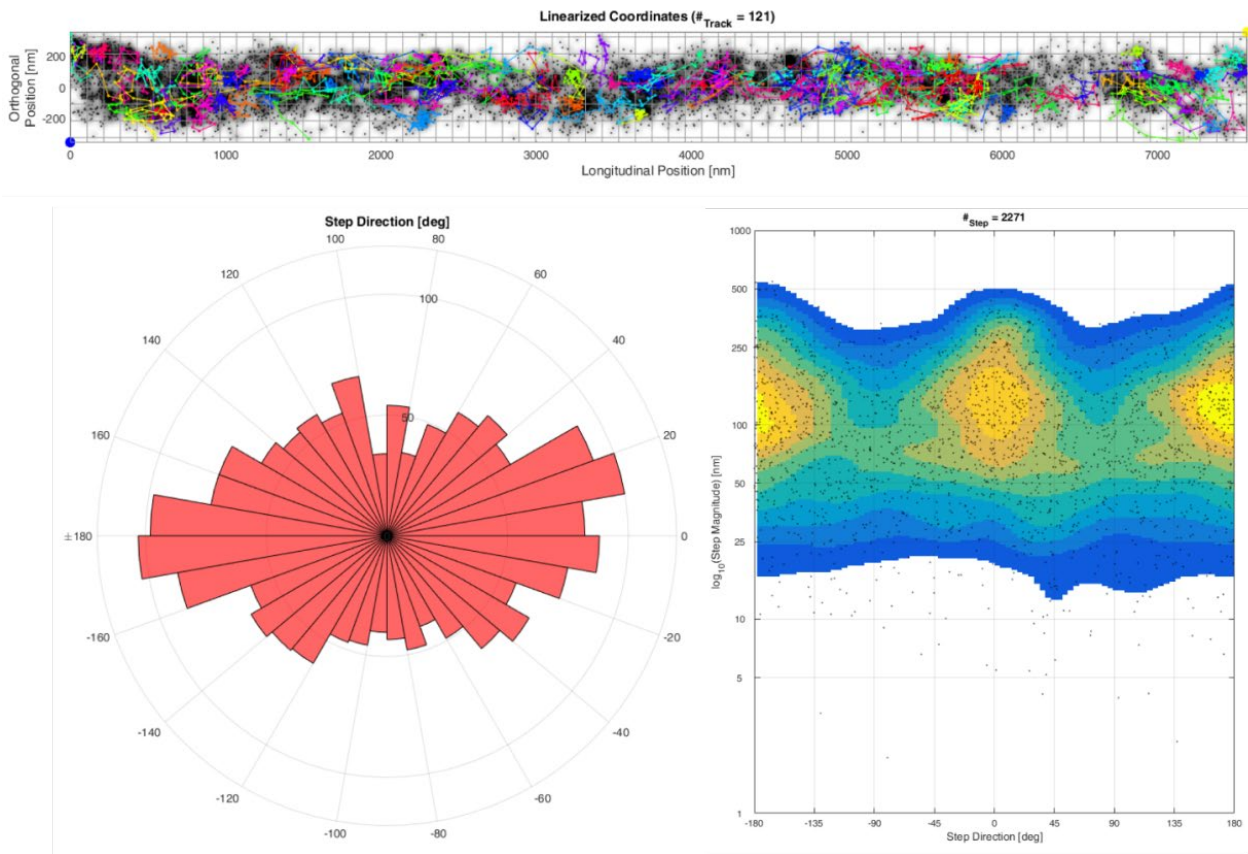 Linearized Coordinates (#Track = 121)
Orthogonal
Position [nm]
200
0
-200
0 1000 2000 3000 4000 5000 6000 7000
Longitudinal Position [nm]
Step Direction [deg]
100 80
120 60
100
140 40
50
160 20
±180 0
-160 -20
-140 -40
-120 -60
-100 -80
#Step = 2271
log10(Step Magnitude) [nm]
1000
500
250
100
50
25
10
5
1
-180 -135 -90 -45 0 45 90 135 180
Step Direction [deg]